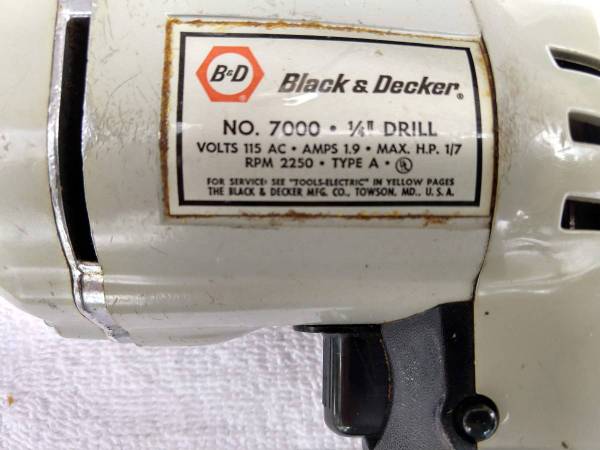 B&D ® Black & Decker®
NO. 7000 • 1/4" DRILL
VOLTS 115 AC • AMPS 1.9 • MAX. H.P. 1/7
RPM 2250 • TYPE A • UL
FOR SERVICE: SEE "TOOLS-ELECTRIC" IN YELLOW PAGES
THE BLACK & DECKER MFG. CO., TOWSON, MD., U. S. A.